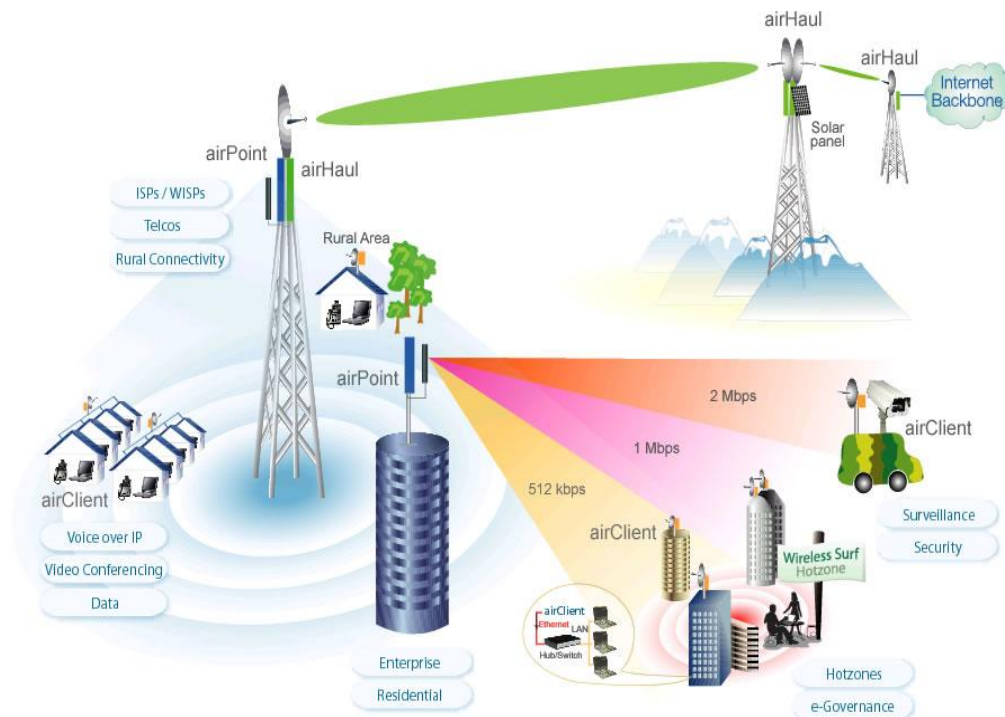 airHaul
airHaul
Internet
Backbone
Solar
panel
airPoint
airHaul
ISPs / WISPs
Telcos
Rural Connectivity
Rural Area
airPoint
2 Mbps
1 Mbps
512 kbps
airClient
airClient
Voice over IP
Video Conferencing
Data
airClient
Surveillance
Security
Wireless Surf
Hotzone
airClient
Ethernet
LAN
Hub/Switch
Enterprise
Residential
Hotzones
e-Governance